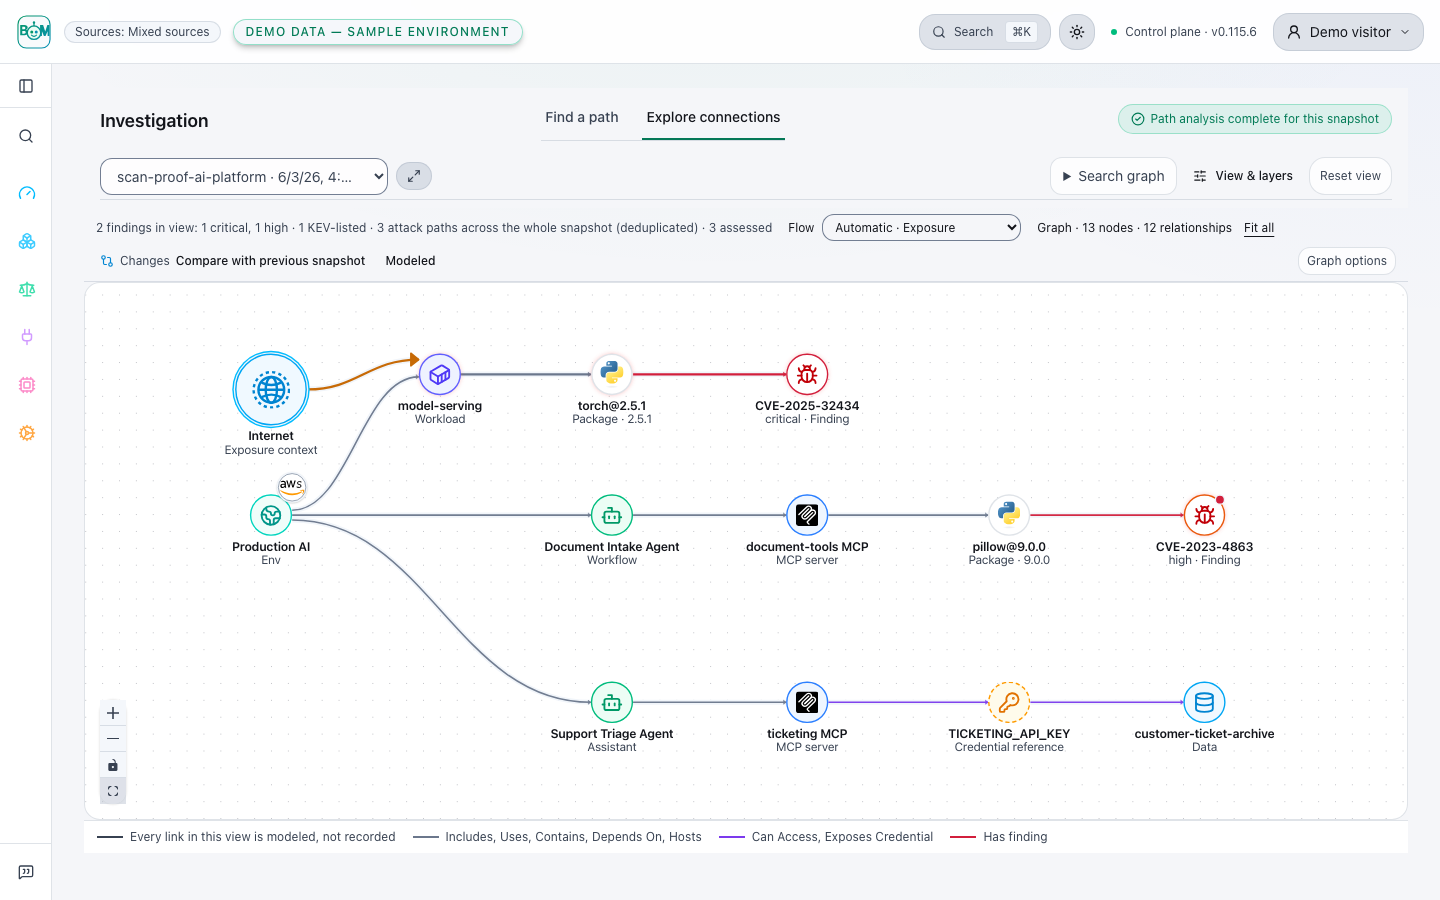 BOM
Sources: Mixed sources
DEMO DATA — SAMPLE ENVIRONMENT
Search ⌘K
Control plane · v0.115.6
Demo visitor
Investigation
Find a path
Explore connections
Path analysis complete for this snapshot
scan-proof-ai-platform · 6/3/26, 4:...
Search graph
View & layers
Reset view
2 findings in view: 1 critical, 1 high · 1 KEV-listed · 3 attack paths across the whole snapshot (deduplicated) · 3 assessed
Flow
Automatic · Exposure
Graph · 13 nodes · 12 relationships
Fit all
Changes
Compare with previous snapshot
Modeled
Graph options
Internet
Exposure context
model-serving
Workload
torch@2.5.1
Package · 2.5.1
CVE-2025-32434
critical · Finding
aws
Production AI
Env
Document Intake Agent
Workflow
document-tools MCP
MCP server
pillow@9.0.0
Package · 9.0.0
CVE-2023-4863
high · Finding
Support Triage Agent
Assistant
ticketing MCP
MCP server
TICKETING_API_KEY
Credential reference
customer-ticket-archive
Data
Every link in this view is modeled, not recorded
Includes, Uses, Contains, Depends On, Hosts
Can Access, Exposes Credential
Has finding